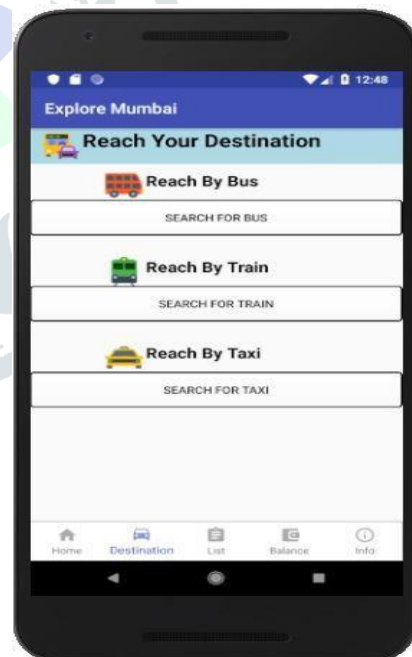 12:48
Explore Mumbai
Reach Your Destination
Reach By Bus
SEARCH FOR BUS
Reach By Train
SEARCH FOR TRAIN
Reach By Taxi
SEARCH FOR TAXI
Home Destination List Balance Info